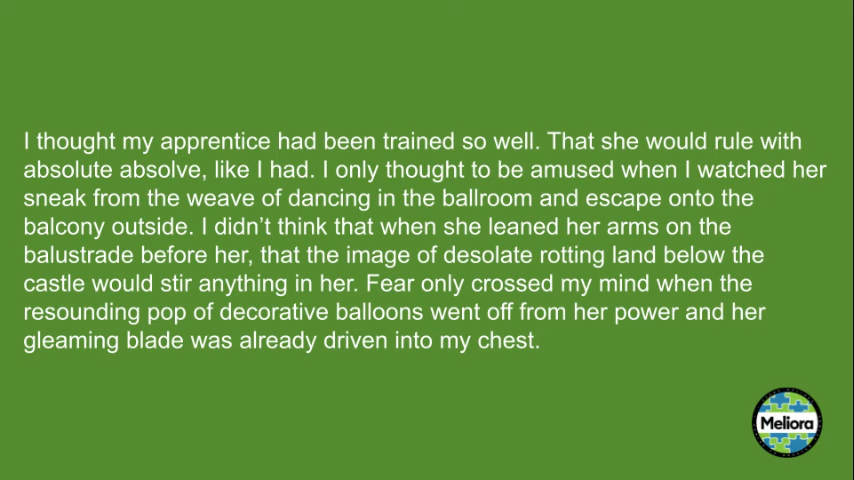 I thought my apprentice had been trained so well. That she would rule with
absolute absolve, like I had. I only thought to be amused when I watched her
sneak from the weave of dancing in the ballroom and escape onto the
balcony outside. I didn’t think that when she leaned her arms on the
balustrade before her, that the image of desolate rotting land below the
castle would stir anything in her. Fear only crossed my mind when the
resounding pop of decorative balloons went off from her power and her
gleaming blade was already driven into my chest.
Meliora